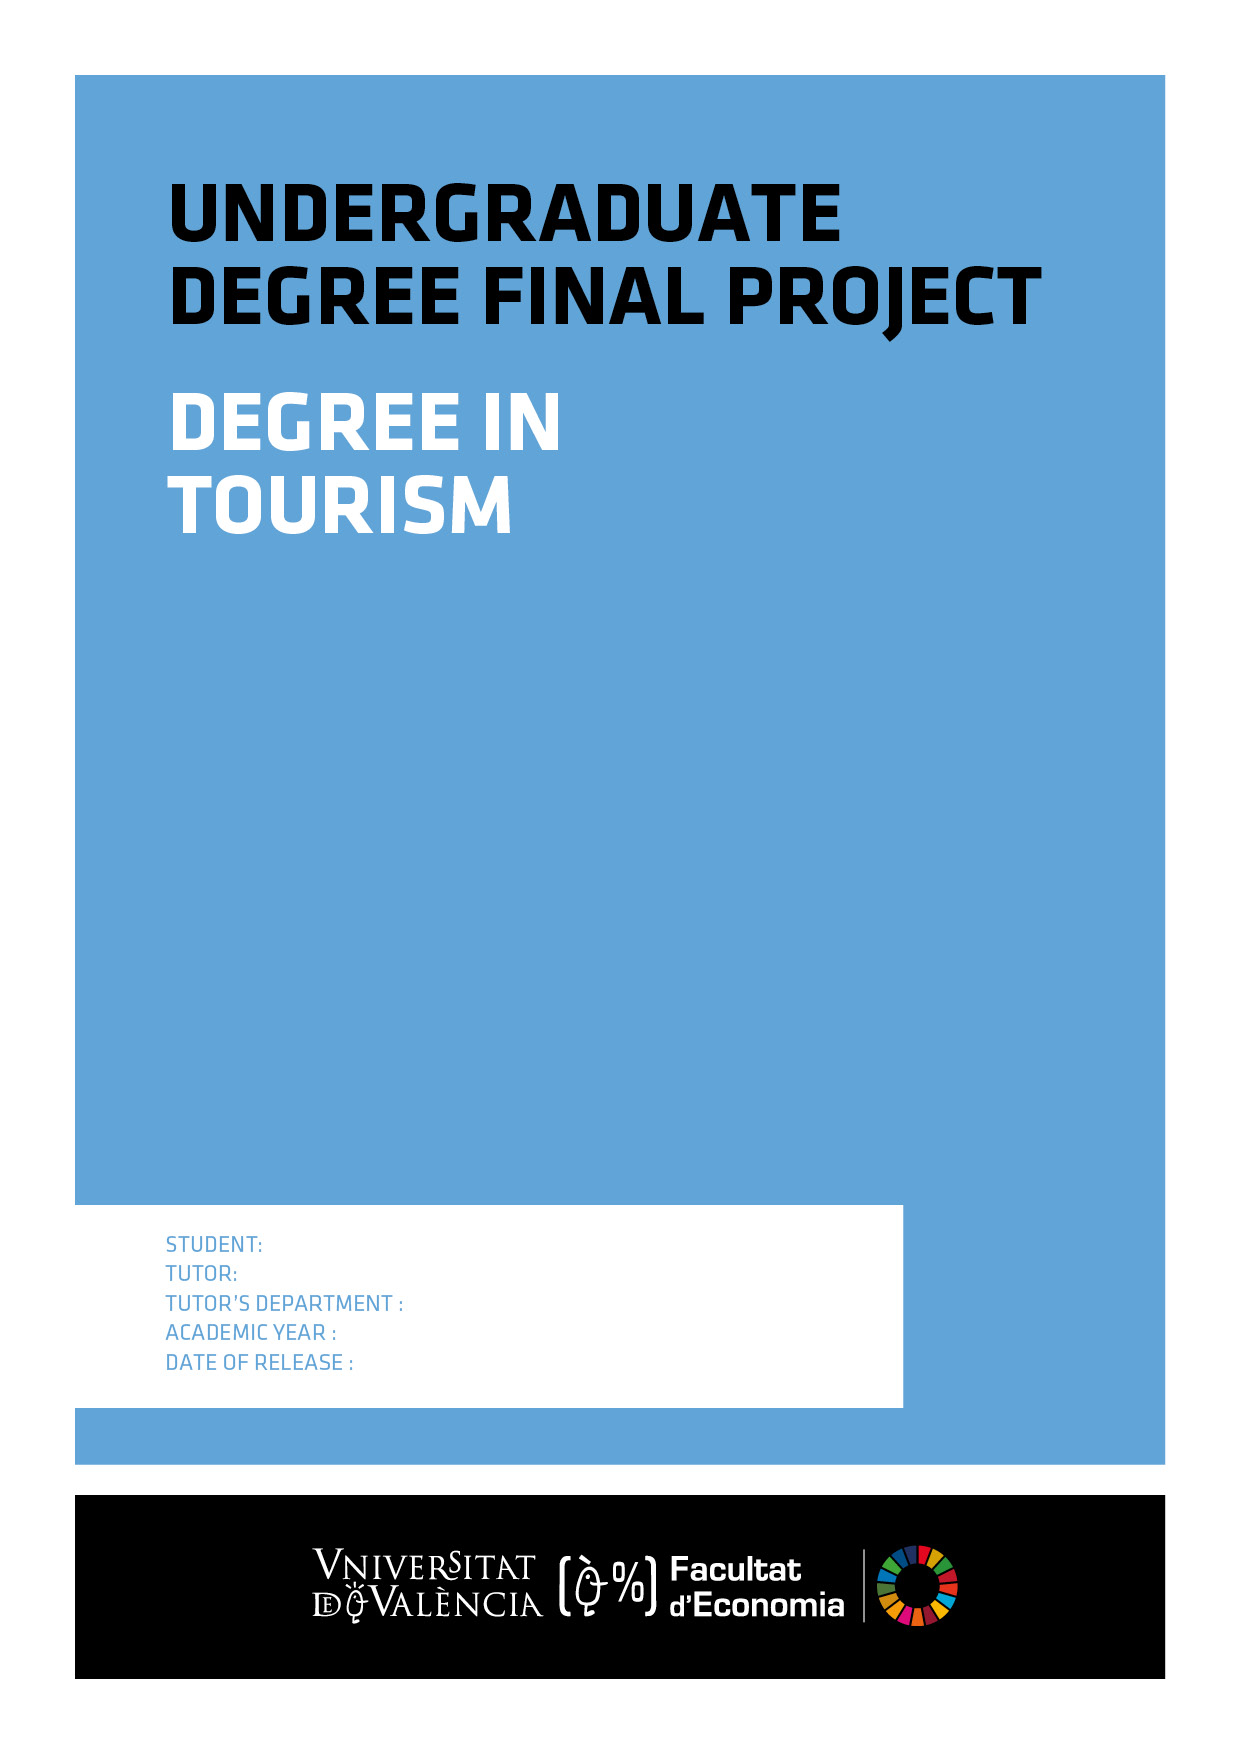 UNDERGRADUATE
DEGREE FINAL PROJECT
DEGREE IN
TOURISM
STUDENT:
TUTOR:
TUTOR’S DEPARTMENT :
ACADEMIC YEAR :
DATE OF RELEASE :
VNIVERSITAT
DE VALÈNCIA
Facultat
d’Economia